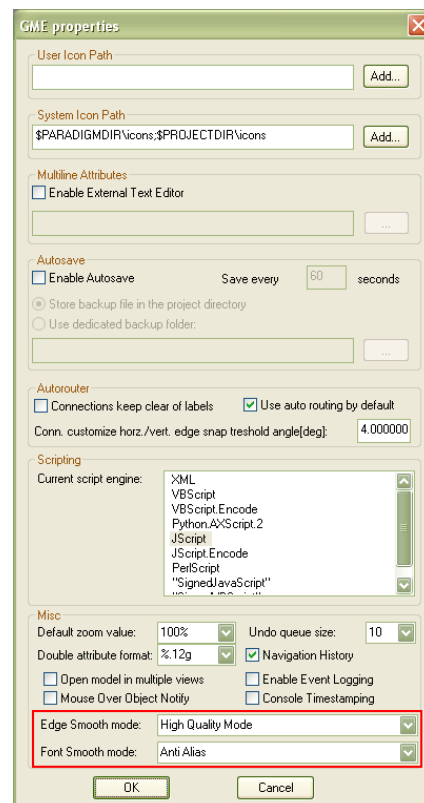 GME properties
User Icon Path
Add...
System Icon Path
$PARADIGMDIR\icons;$PROJECTDIR\icons
Add...
Multiline Attributes
Enable External Text Editor
...
Autosave
Enable Autosave Save every 60 seconds
Store backup file in the project directory
Use dedicated backup folder:
...
Autorouter
Connections keep clear of labels Use auto routing by default
Conn. customize horz./vert. edge snap treshold angle[deg]: 4.000000
Scripting
Current script engine:
XML
VBScript
VBScript.Encode
Python.AXScript.2
JScript
JScript.Encode
PerlScript
"SignedJavaScript"
Misc
Default zoom value: 100% Undo queue size: 10
Double attribute format: %.12g Navigation History
Open model in multiple views Enable Event Logging
Mouse Over Object Notify Console Timestamping
Edge Smooth mode: High Quality Mode
Font Smooth mode: Anti Alias
OK Cancel